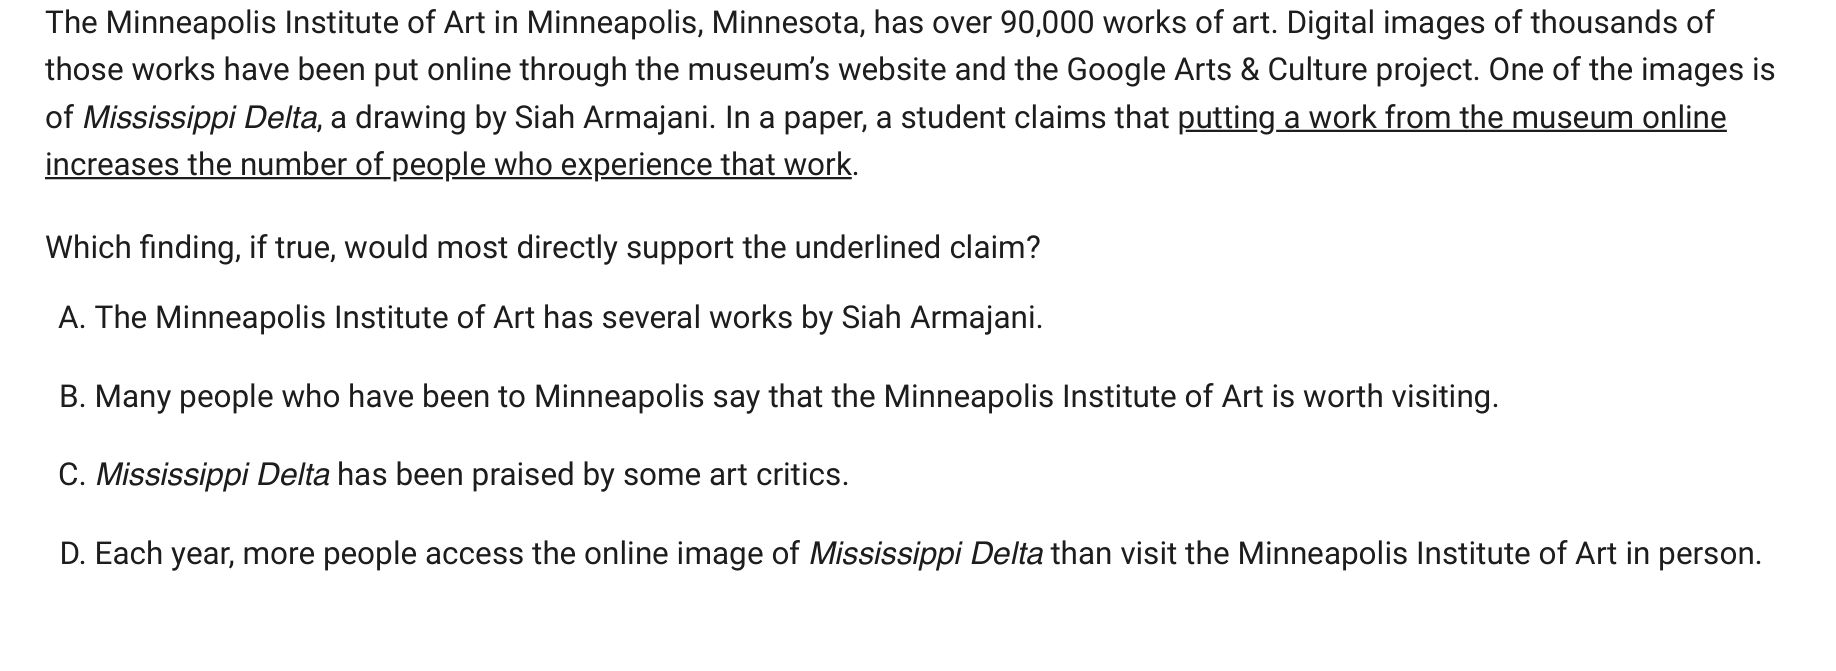 The Minneapolis Institute of Art in Minneapolis, Minnesota, has over 90,000 works of art. Digital images of thousands of
those works have been put online through the museum’s website and the Google Arts & Culture project. One of the images is
of Mississippi Delta, a drawing by Siah Armajani. In a paper, a student claims that putting a work from the museum online
increases the number of people who experience that work.
Which finding, if true, would most directly support the underlined claim?
A. The Minneapolis Institute of Art has several works by Siah Armajani.
B. Many people who have been to Minneapolis say that the Minneapolis Institute of Art is worth visiting.
C. Mississippi Delta has been praised by some art critics.
D. Each year, more people access the online image of Mississippi Delta than visit the Minneapolis Institute of Art in person.